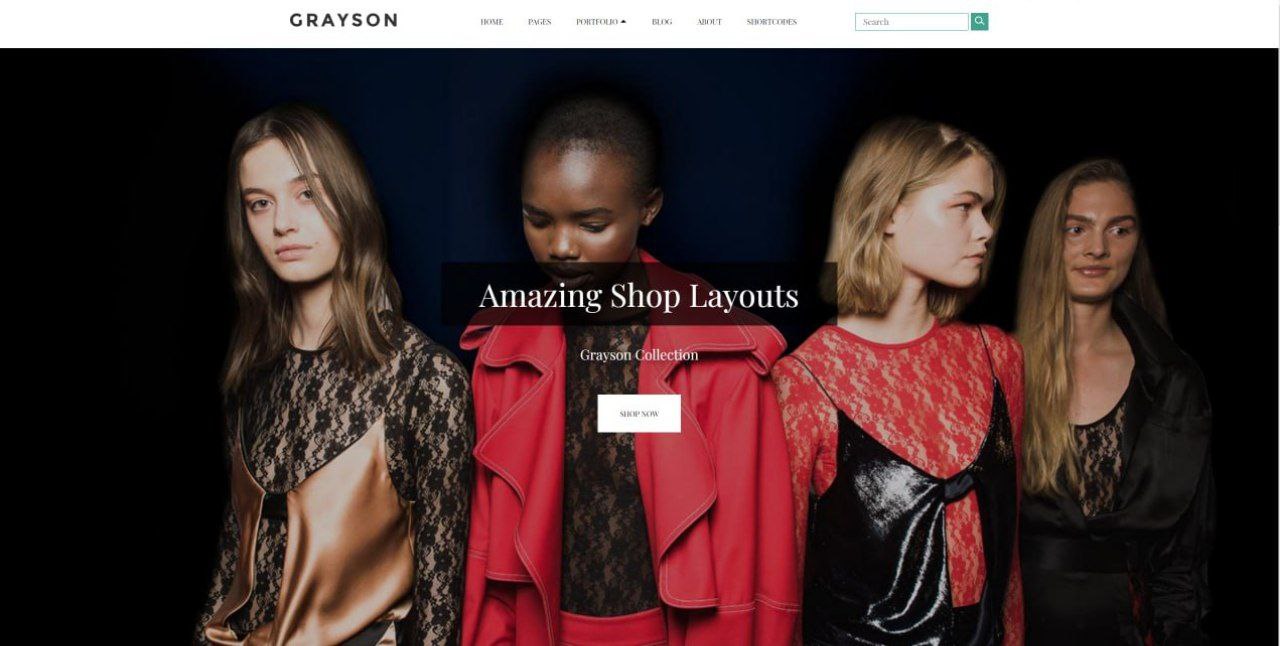 GRAYSON
HOME PAGES PORTFOLIO BLOG ABOUT SHORTCODES
Search
Amazing Shop Layouts
Grayson Collection
SHOP NOW